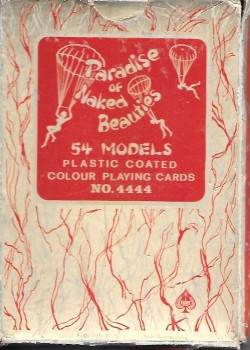 Paradise
of
Naked
Beauties
54 MODELS
PLASTIC COATED
COLOUR PLAYING CARDS
NO. 4444